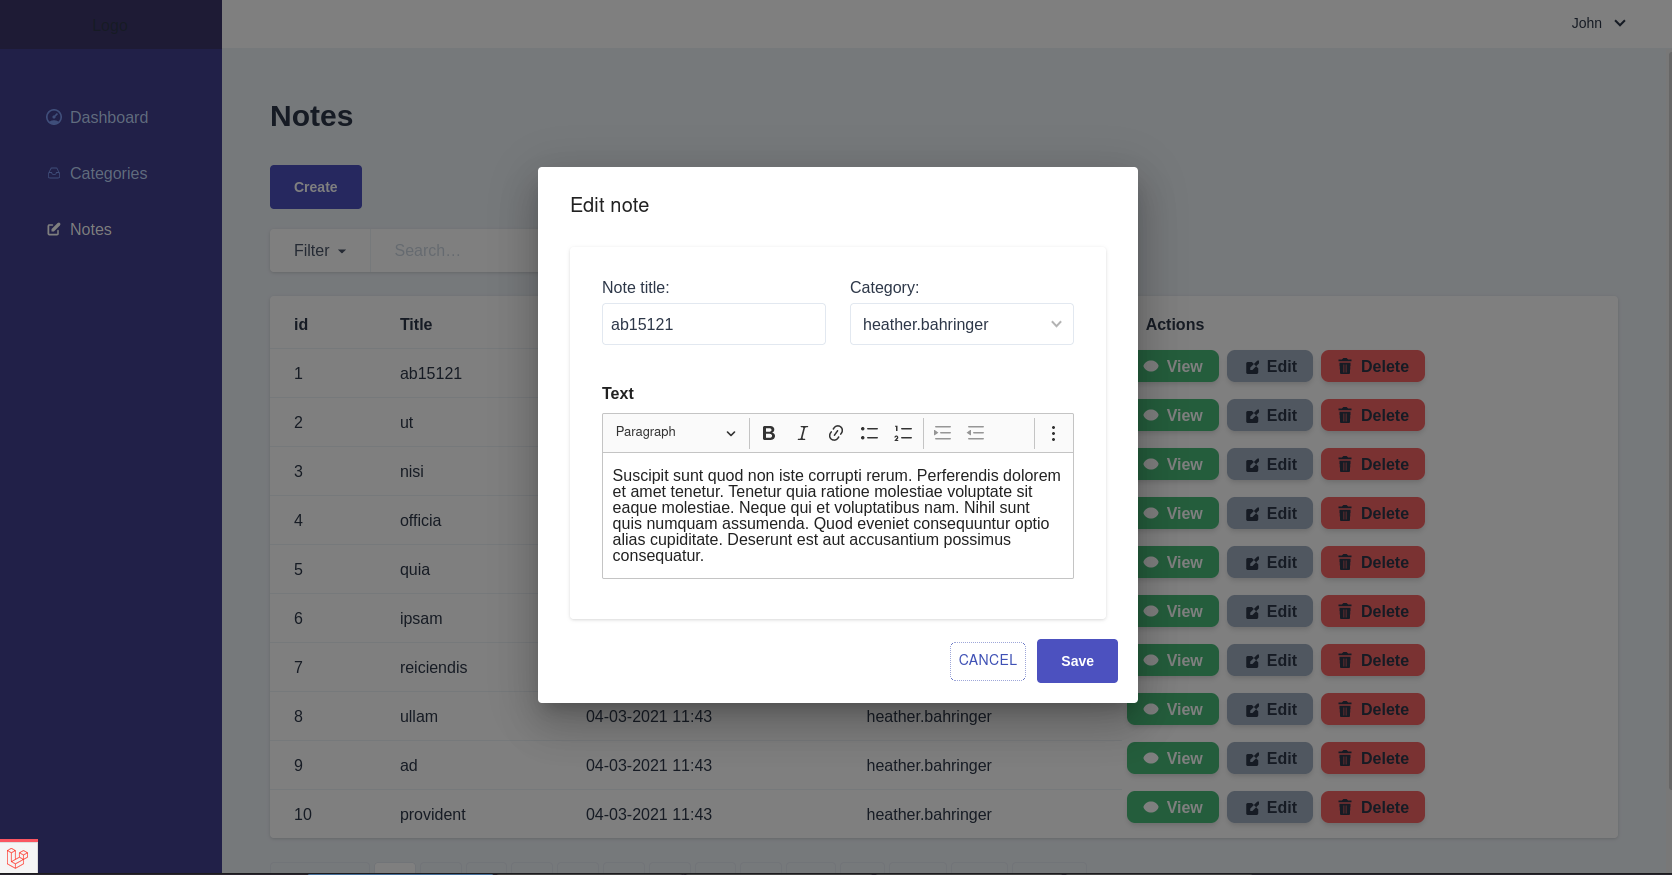 Logo
John
Dashboard
Categories
Notes
Notes
Create
Filter
Search...
id Title Actions
1 ab15121 View Edit Delete
2 ut View Edit Delete
3 nisi View Edit Delete
4 officia View Edit Delete
5 quia View Edit Delete
6 ipsam View Edit Delete
7 reiciendis View Edit Delete
8 ullam 04-03-2021 11:43 heather.bahringer View Edit Delete
9 ad 04-03-2021 11:43 heather.bahringer View Edit Delete
10 provident 04-03-2021 11:43 heather.bahringer View Edit Delete
Edit note
Note title: Category:
ab15121 heather.bahringer
Text
Paragraph B I
Suscipit sunt quod non iste corrupti rerum. Perferendis dolorem
et amet tenetur. Tenetur quia ratione molestiae voluptate sit
eaque molestiae. Neque qui et voluptatibus nam. Nihil sunt
quis numquam assumenda. Quod eveniet consequuntur optio
alias cupiditate. Deserunt est aut accusantium possimus
consequatur.
CANCEL Save